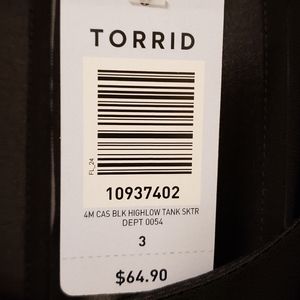 TORRID
FL_24
10937402
4M CAS BLK HIGHLOW TANK SKTR
DEPT 0054
3
$64.90